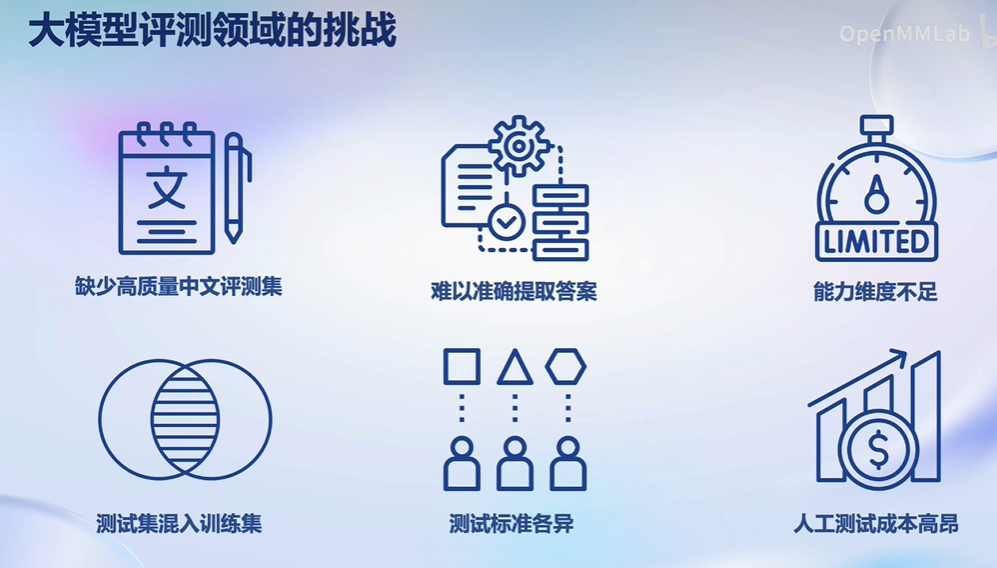 大模型评测领域的挑战
OpenMMLab
文
LIMITED
缺少高质量中文评测集
难以准确提取答案
能力维度不足
$
测试集混入训练集
测试标准各异
人工测试成本高昂